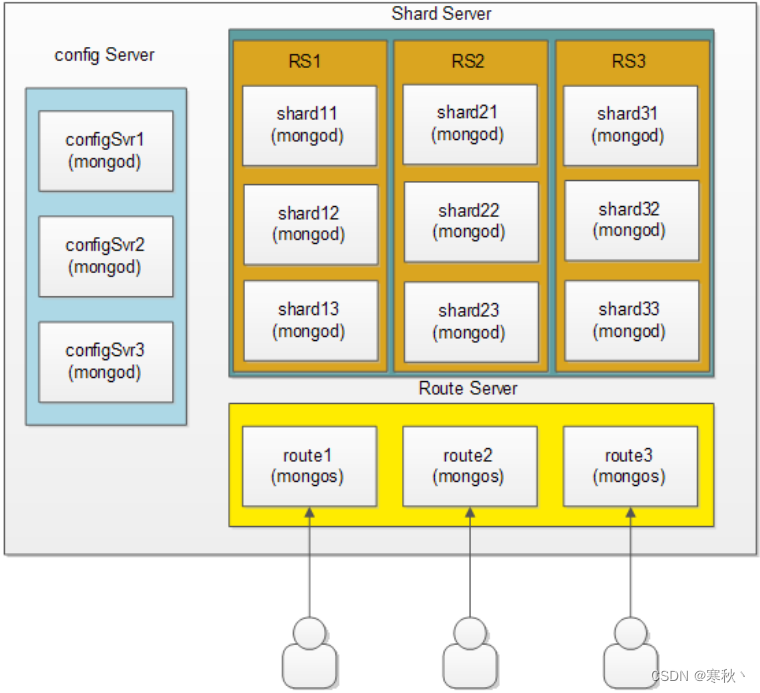 Shard Server
config Server
configSvr1
(mongod)
configSvr2
(mongod)
configSvr3
(mongod)
RS1
shard11
(mongod)
shard12
(mongod)
shard13
(mongod)
RS2
shard21
(mongod)
shard22
(mongod)
shard23
(mongod)
RS3
shard31
(mongod)
shard32
(mongod)
shard33
(mongod)
Route Server
route1
(mongos)
route2
(mongos)
route3
(mongos)
CSDN @寒秋丶